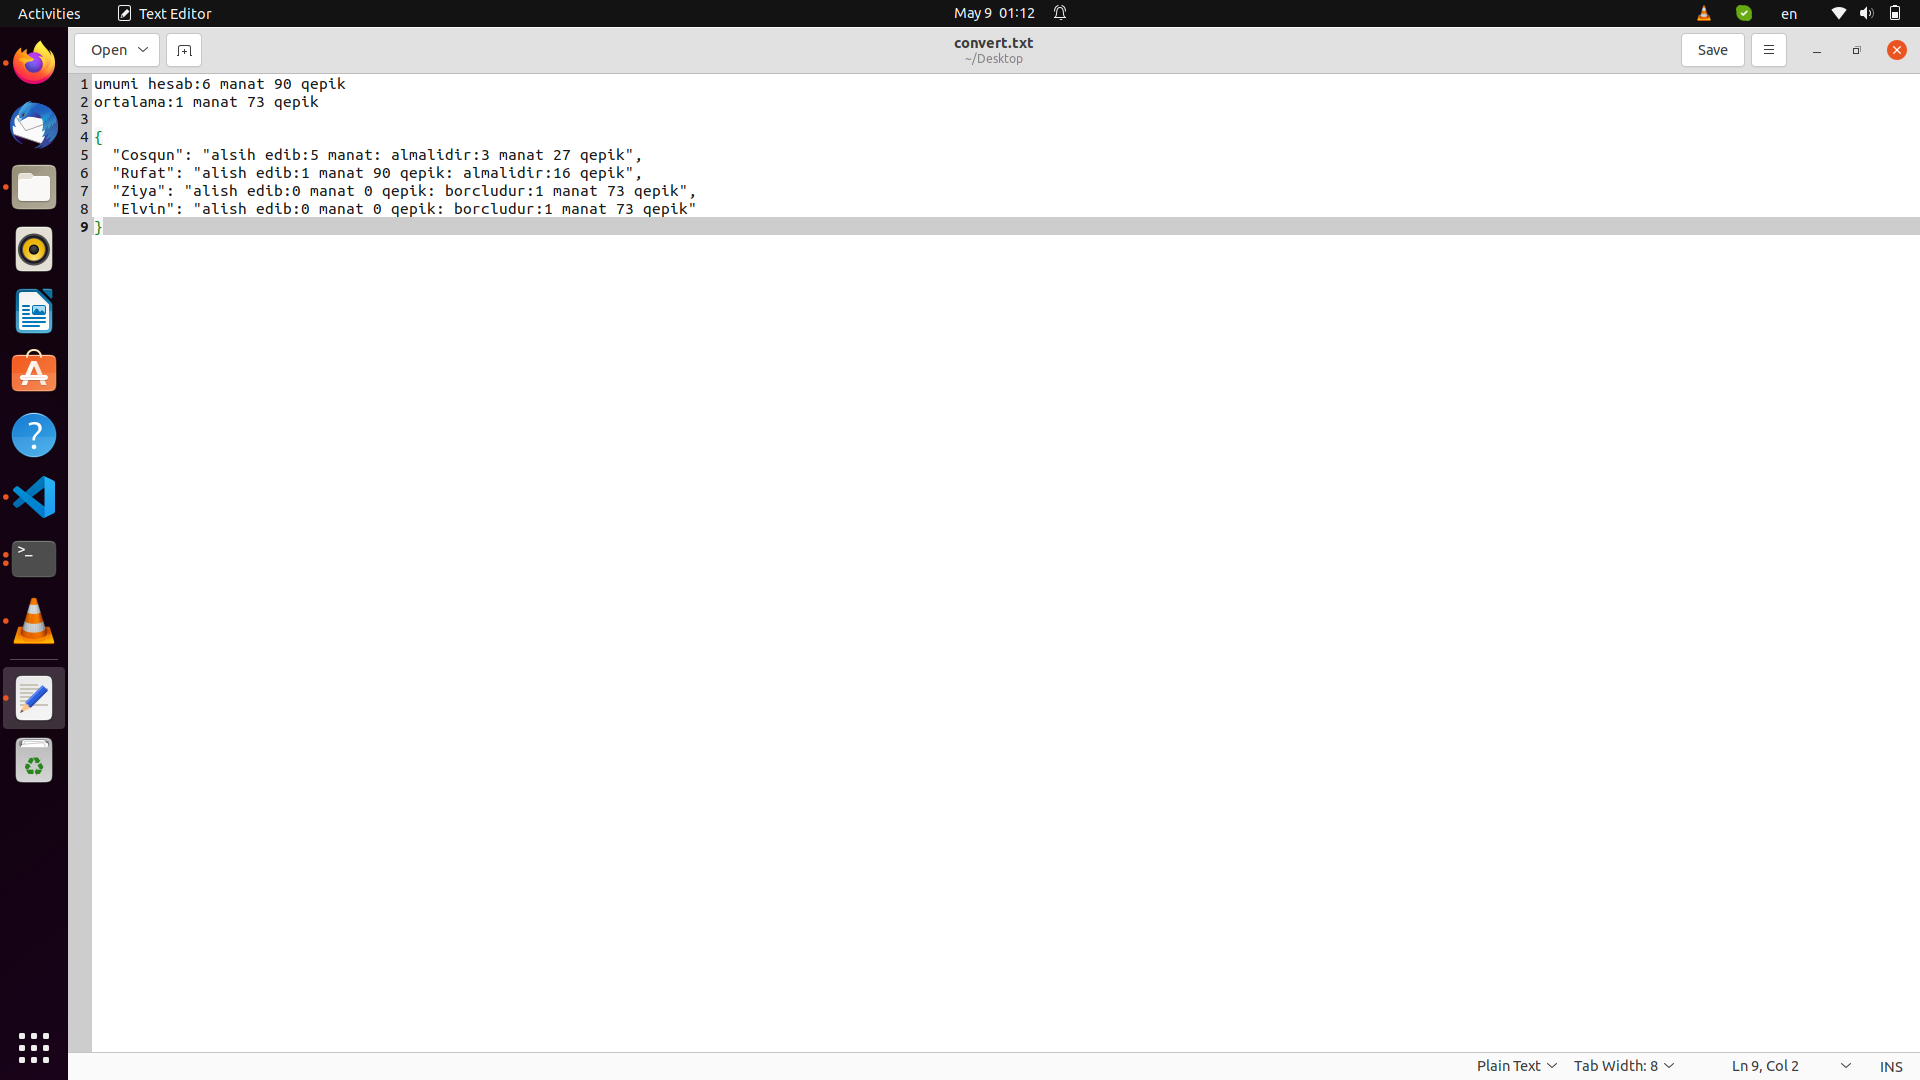 Activities Text Editor May 9 01:12 en
Open convert.txt Save
~/Desktop
1 umumi hesab:6 manat 90 qepik
2 ortalama:1 manat 73 qepik
3
4 {
5   "Cosqun": "alsih edib:5 manat: almalidir:3 manat 27 qepik",
6   "Rufat": "alish edib:1 manat 90 qepik: almalidir:16 qepik",
7   "Ziya": "alish edib:0 manat 0 qepik: borcludur:1 manat 73 qepik",
8   "Elvin": "alish edib:0 manat 0 qepik: borcludur:1 manat 73 qepik"
9 }
Plain Text Tab Width: 8 Ln 9, Col 2 INS